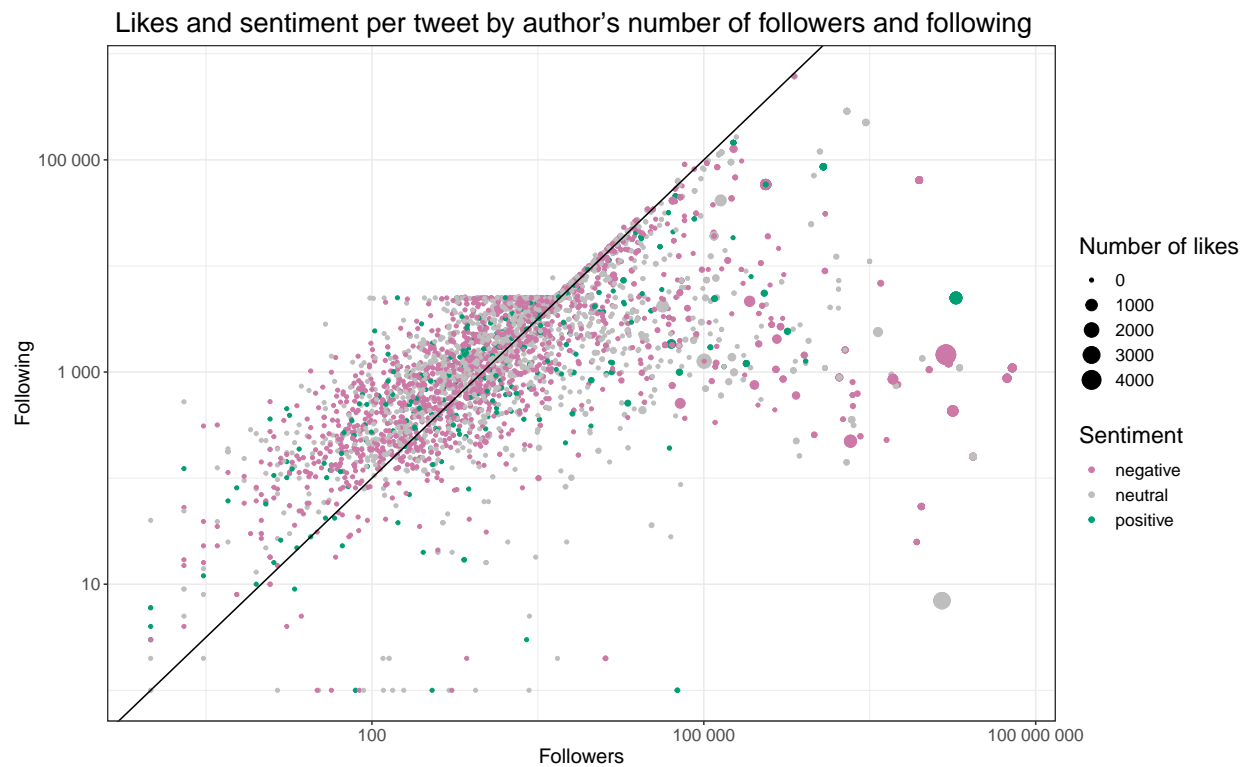 Likes and sentiment per tweet by author’s number of followers and following
Following
100 000
1 000
10
100
100 000
100 000 000
Followers
Number of likes
0
1000
2000
3000
4000
Sentiment
negative
neutral
positive